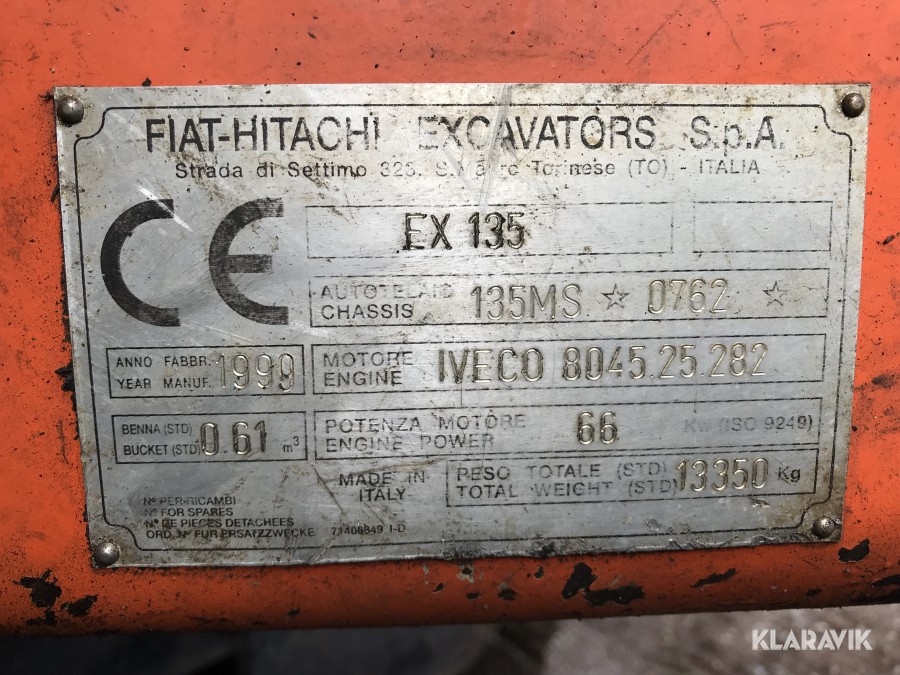 FIAT-HITACHI EXCAVATORS S.p.A.
Strada di Settimo 323. S. Torinese (TO) - ITALIA
CE
EX 135
AUTOTELAIO
CHASSIS 135MS ☆ 0762 ☆
ANNO FABBR.
YEAR MANUF. 1999
MOTORE
ENGINE IVECO 8045.25.282
BENNA (STD)
BUCKET (STD) 0.61 m³
POTENZA MOTORE
ENGINE POWER 66 Kw (ISO 9249)
MADE IN
ITALY
PESO TOTALE (STD)
TOTAL WEIGHT (STD) 13350 Kg
Nº PER RICAMBI
Nº FOR SPARES
Nº DE PIECES DETACHEES
ORD. Nº FUR ERSATZZWECKE 71408849 I-D
KLARAVIK